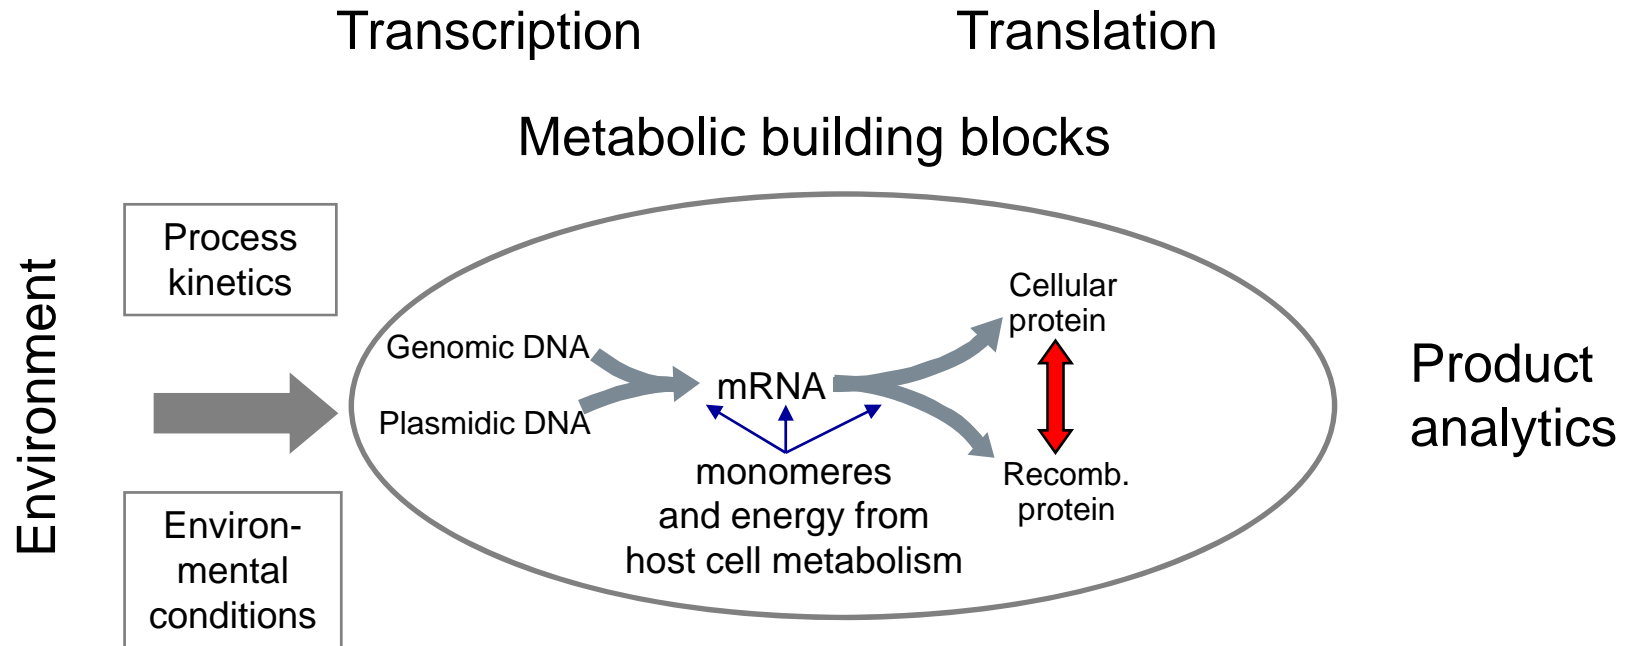 Transcription
Translation
Metabolic building blocks
Environment
Process
kinetics
Environ-
mental
conditions
Genomic DNA
Plasmidic DNA
mRNA
monomeres
and energy from
host cell metabolism
Cellular
protein
Recomb.
protein
Product
analytics